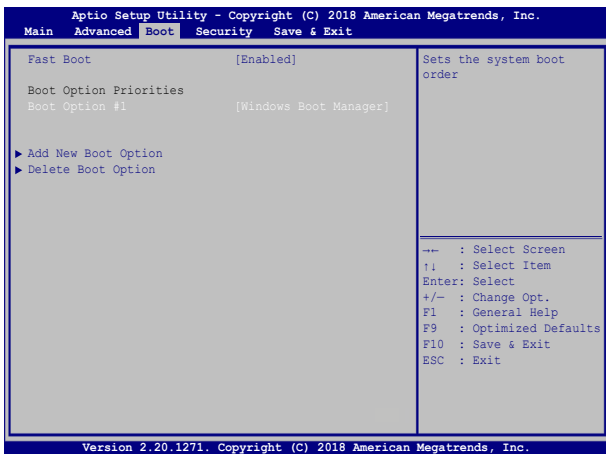 Aptio Setup Utility - Copyright (C) 2018 American Megatrends, Inc.
Main Advanced Boot Security Save & Exit
Fast Boot [Enabled]
Boot Option Priorities
Boot Option #1 [Windows Boot Manager]
▶ Add New Boot Option
▶ Delete Boot Option
Sets the system boot
order
→← : Select Screen
↑↓ : Select Item
Enter: Select
+/— : Change Opt.
F1 : General Help
F9 : Optimized Defaults
F10 : Save & Exit
ESC : Exit
Version 2.20.1271. Copyright (C) 2018 American Megatrends, Inc.